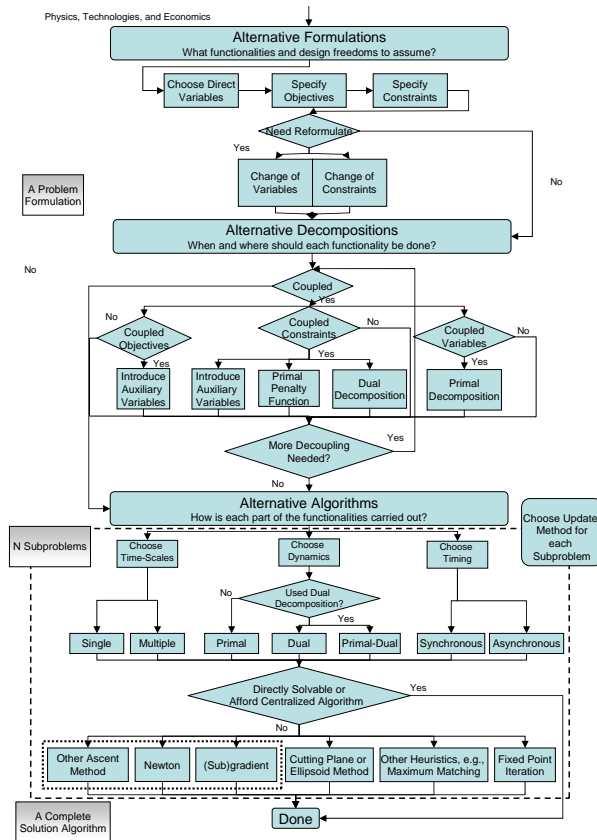 Physics, Technologies, and Economics
Alternative Formulations
What functionalities and design freedoms to assume?
Choose Direct
Variables
Specify
Objectives
Specify
Constraints
Need Reformulate
Yes
No
Change of
Variables
Change of
Constraints
A Problem
Formulation
Alternative Decompositions
When and where should each functionality be done?
No
Coupled
Yes
No
Coupled
Objectives
Yes
Coupled
Constraints
No
Yes
Coupled
Variables
No
Yes
Introduce
Auxiliary
Variables
Introduce
Auxiliary
Variables
Primal
Penalty
Function
Dual
Decomposition
Primal
Decomposition
More Decoupling
Needed?
Yes
No
Alternative Algorithms
How is each part of the functionalities carried out?
Choose Update
Method for
each
Subproblem
N Subproblems
Choose
Time-Scales
Choose
Dynamics
Choose
Timing
Used Dual
Decomposition?
No
Yes
Single
Multiple
Primal
Dual
Primal-Dual
Synchronous
Asynchronous
Directly Solvable or
Afford Centralized Algorithm
Yes
No
Other Ascent
Method
Newton
(Sub)gradient
Cutting Plane or
Ellipsoid Method
Other Heuristics, e.g.,
Maximum Matching
Fixed Point
Iteration
A Complete
Solution Algorithm
Done